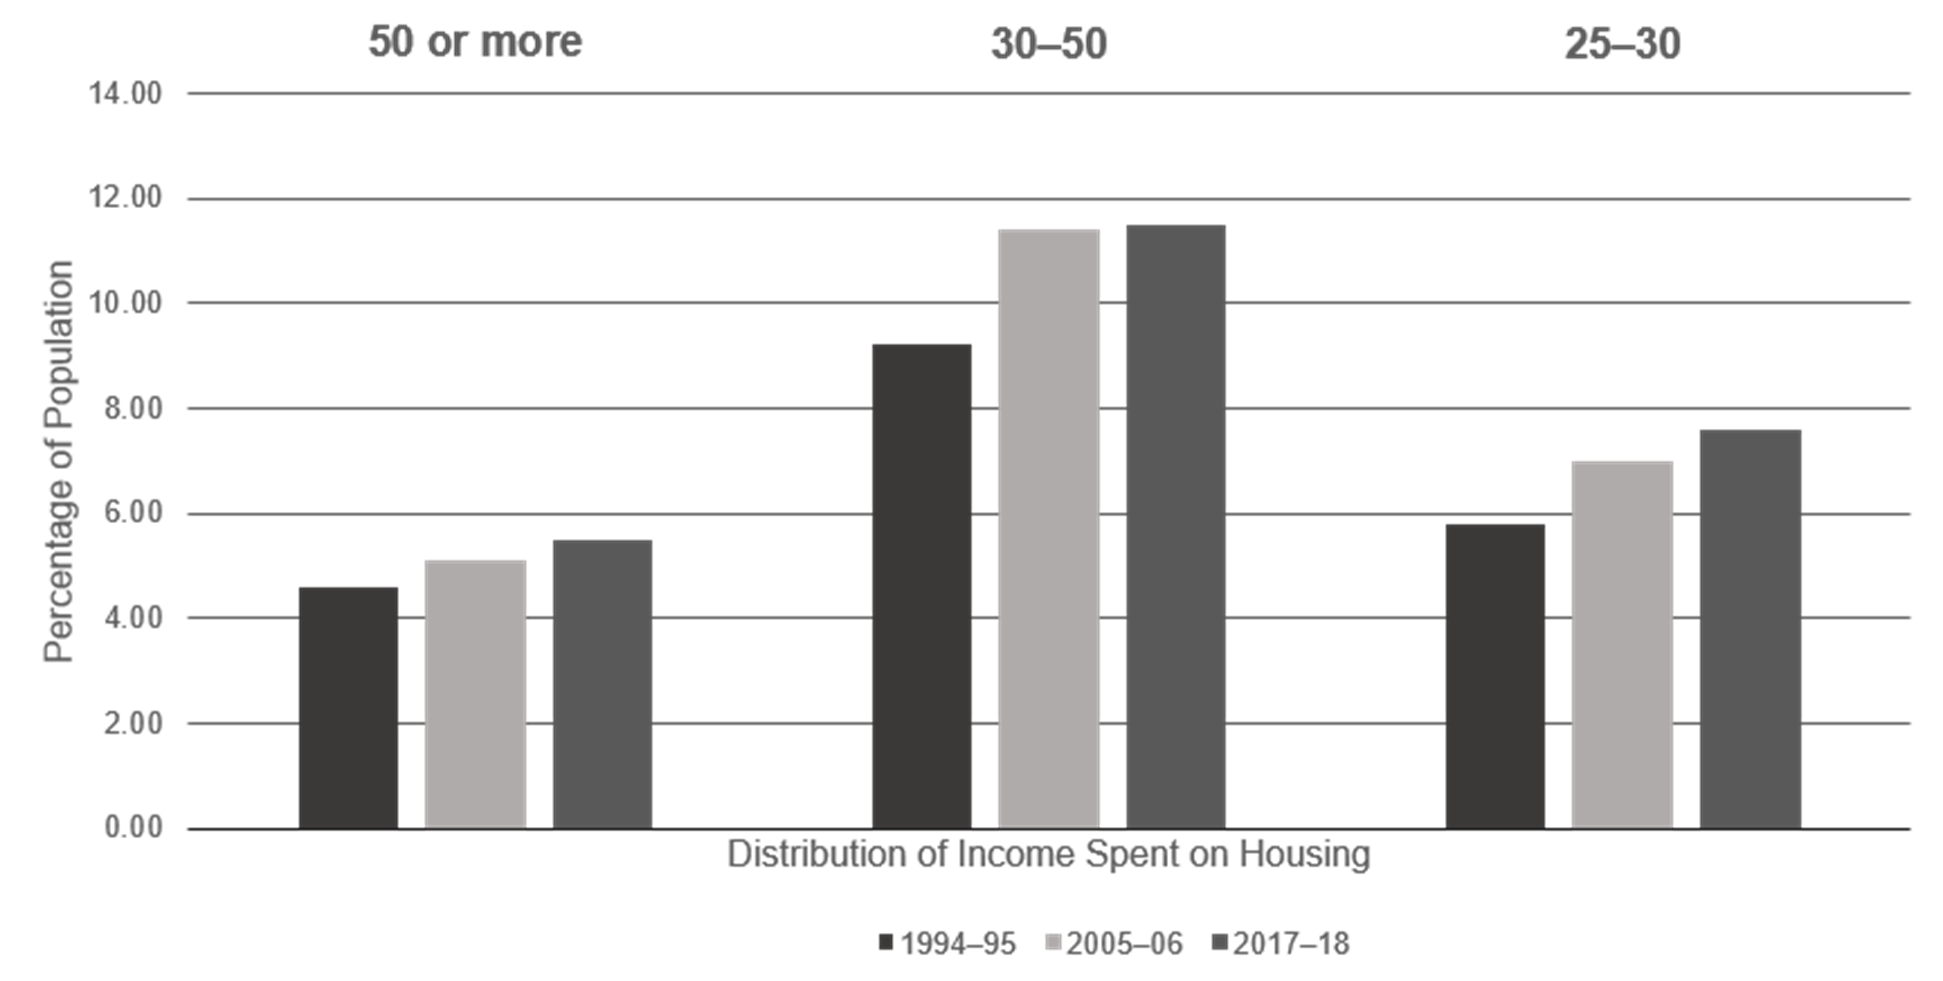 50 or more 30–50 25–30
14.00
12.00
10.00
8.00
6.00
4.00
2.00
0.00
Percentage of Population
Distribution of Income Spent on Housing
1994–95 2005–06 2017–18